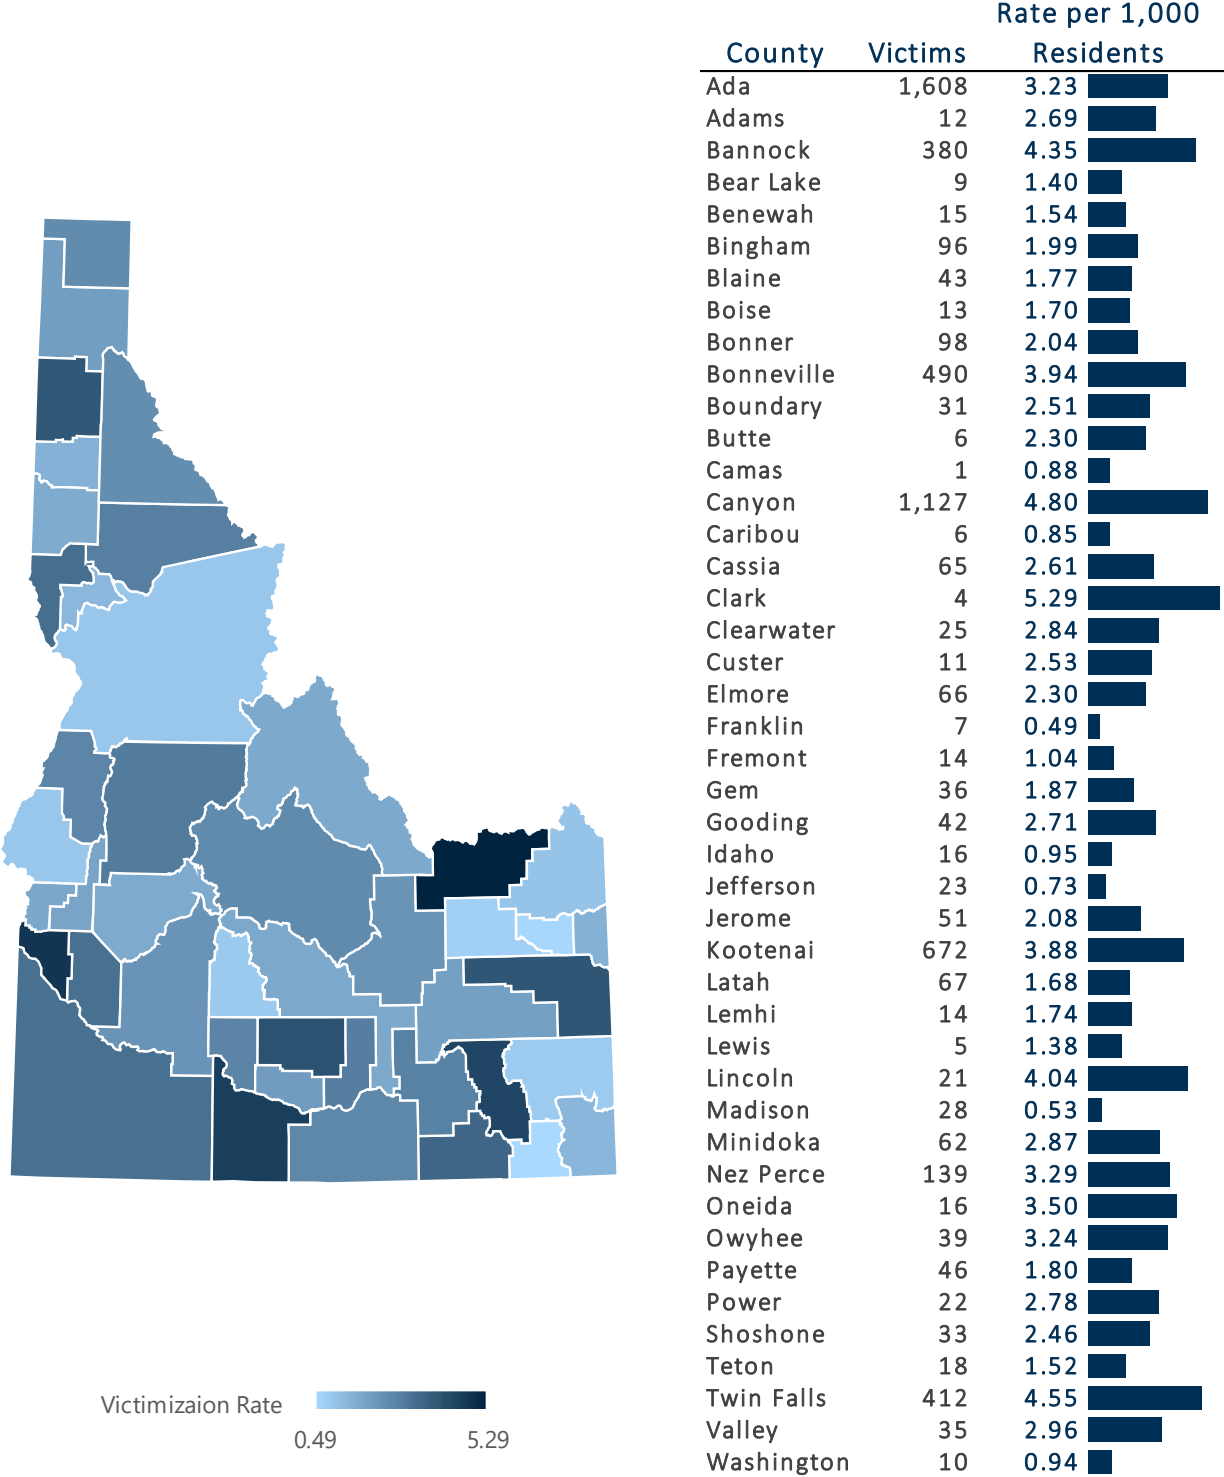 Rate per 1,000
County Victims Residents
Ada 1,608 3.23
Adams 12 2.69
Bannock 380 4.35
Bear Lake 9 1.40
Benewah 15 1.54
Bingham 96 1.99
Blaine 43 1.77
Boise 13 1.70
Bonner 98 2.04
Bonneville 490 3.94
Boundary 31 2.51
Butte 6 2.30
Camas 1 0.88
Canyon 1,127 4.80
Caribou 6 0.85
Cassia 65 2.61
Clark 4 5.29
Clearwater 25 2.84
Custer 11 2.53
Elmore 66 2.30
Franklin 7 0.49
Fremont 14 1.04
Gem 36 1.87
Gooding 42 2.71
Idaho 16 0.95
Jefferson 23 0.73
Jerome 51 2.08
Kootenai 672 3.88
Latah 67 1.68
Lemhi 14 1.74
Lewis 5 1.38
Lincoln 21 4.04
Madison 28 0.53
Minidoka 62 2.87
Nez Perce 139 3.29
Oneida 16 3.50
Owyhee 39 3.24
Payette 46 1.80
Power 22 2.78
Shoshone 33 2.46
Teton 18 1.52
Twin Falls 412 4.55
Valley 35 2.96
Washington 10 0.94
Victimizaion Rate
0.49 5.29